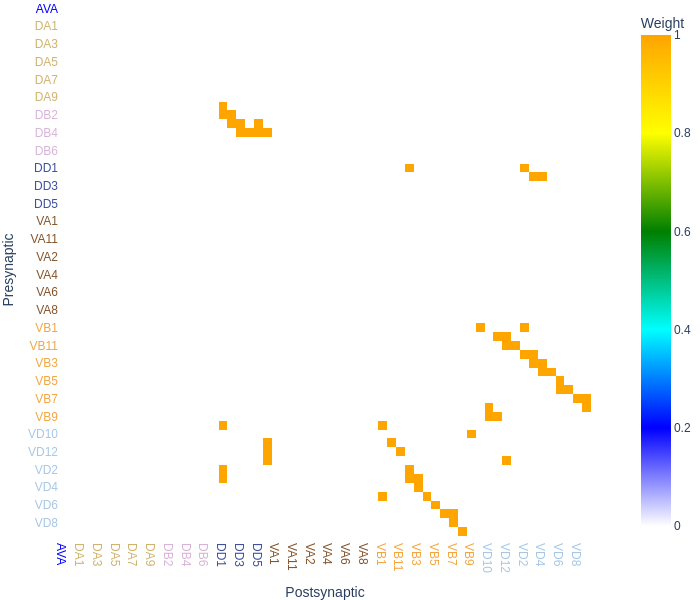 Weight
AVA
DA1
DA3
DA5
DA7
DA9
DB2
DB4
DB6
DD1
DD3
DD5
VA1
VA11
VA2
VA4
VA6
VA8
VB1
VB11
VB3
VB5
VB7
VB9
VD10
VD12
VD2
VD4
VD6
VD8
Presynaptic
1
0.8
0.6
0.4
0.2
0
AVA
DA1
DA3
DA5
DA7
DA9
DB2
DB4
DB6
DD1
DD3
DD5
VA1
VA11
VA2
VA4
VA6
VA8
VB1
VB11
VB3
VB5
VB7
VB9
VD10
VD12
VD2
VD4
VD6
VD8
Postsynaptic